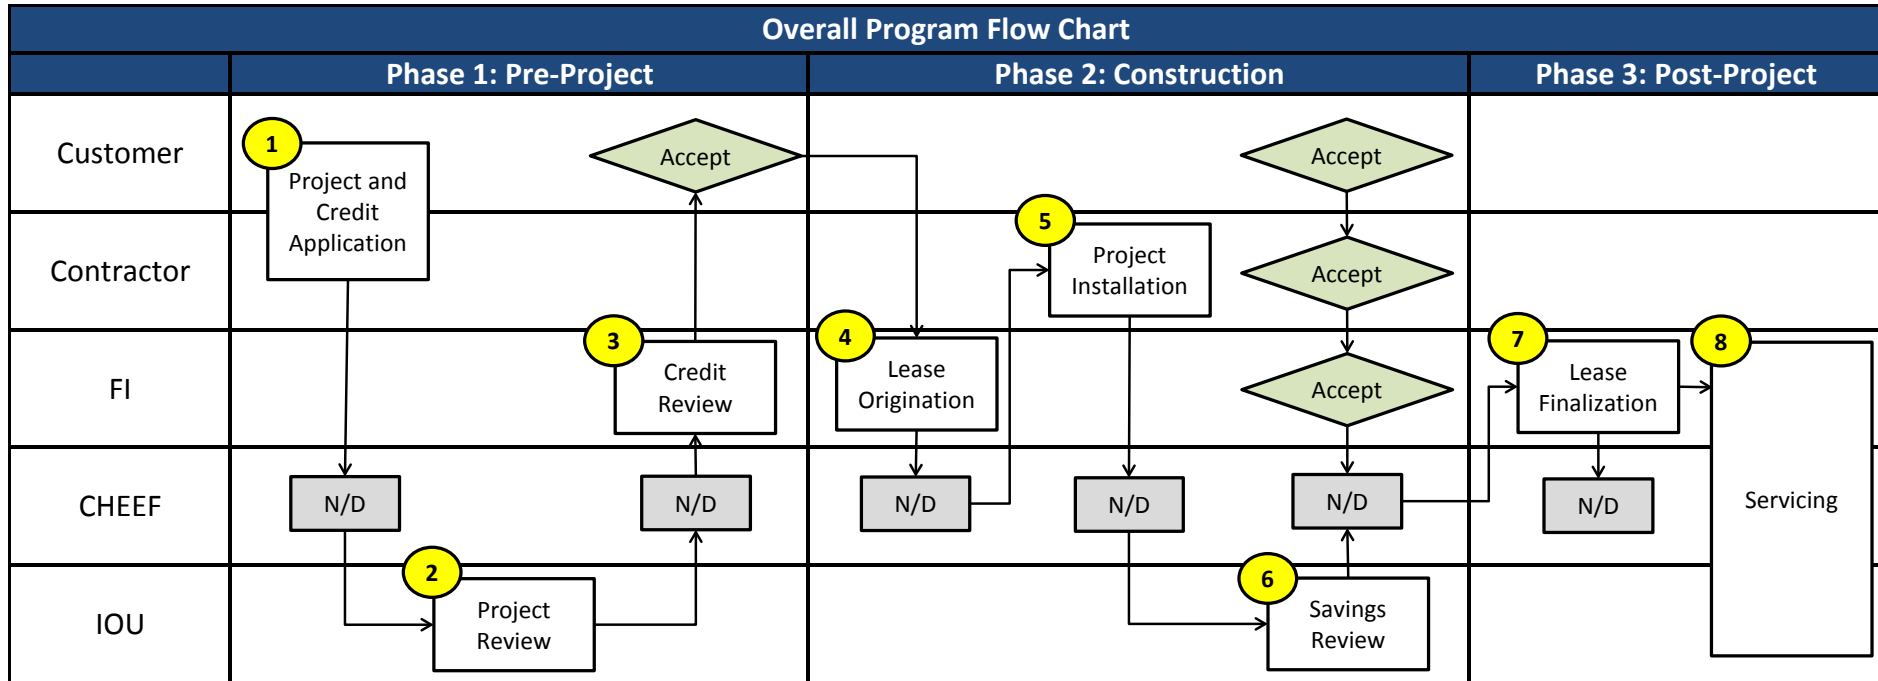 Overall Program Flow Chart
Phase 1: Pre-Project
Phase 2: Construction
Phase 3: Post-Project
Customer
1
Project and
Credit
Application
Accept
Accept
Contractor
5
Project
Installation
Accept
FI
3
Credit
Review
4
Lease
Origination
Accept
7
Lease
Finalization
8
Servicing
CHEEF
N/D
N/D
N/D
N/D
N/D
N/D
IOU
2
Project
Review
6
Savings
Review